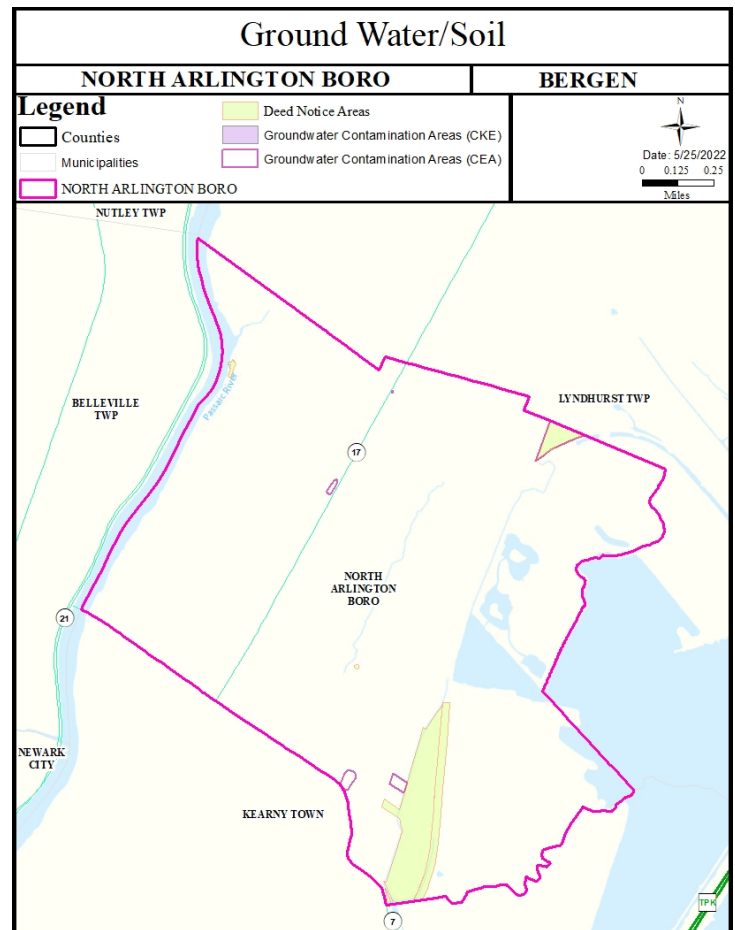 Ground Water/Soil
NORTH ARLINGTON BORO
BERGEN
Legend
Counties
Municipalities
NORTH ARLINGTON BORO
Deed Notice Areas
Groundwater Contamination Areas (CKE)
Groundwater Contamination Areas (CEA)
N
Date: 5/25/2022
0 0.125 0.25
Miles
NUTLEY TWP
BELLEVILLE
TWP
Passaic River
LYNDHURST TWP
17
NORTH
ARLINGTON
BORO
21
NEWARK
CITY
KEARNY TOWN
7
TPK